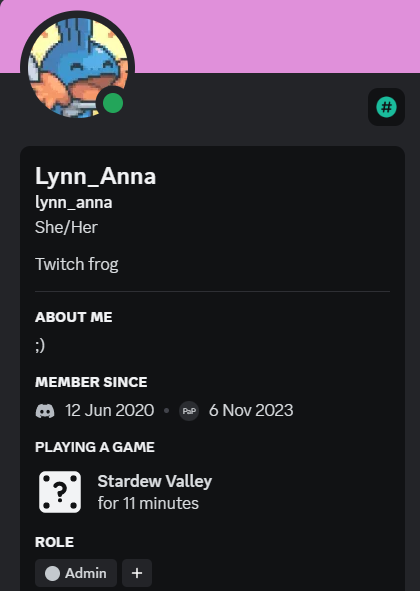 #
Lynn_Anna
lynn_anna
She/Her
Twitch frog
ABOUT ME
;)
MEMBER SINCE
12 Jun 2020 • PaP 6 Nov 2023
PLAYING A GAME
? Stardew Valley
for 11 minutes
ROLE
Admin +